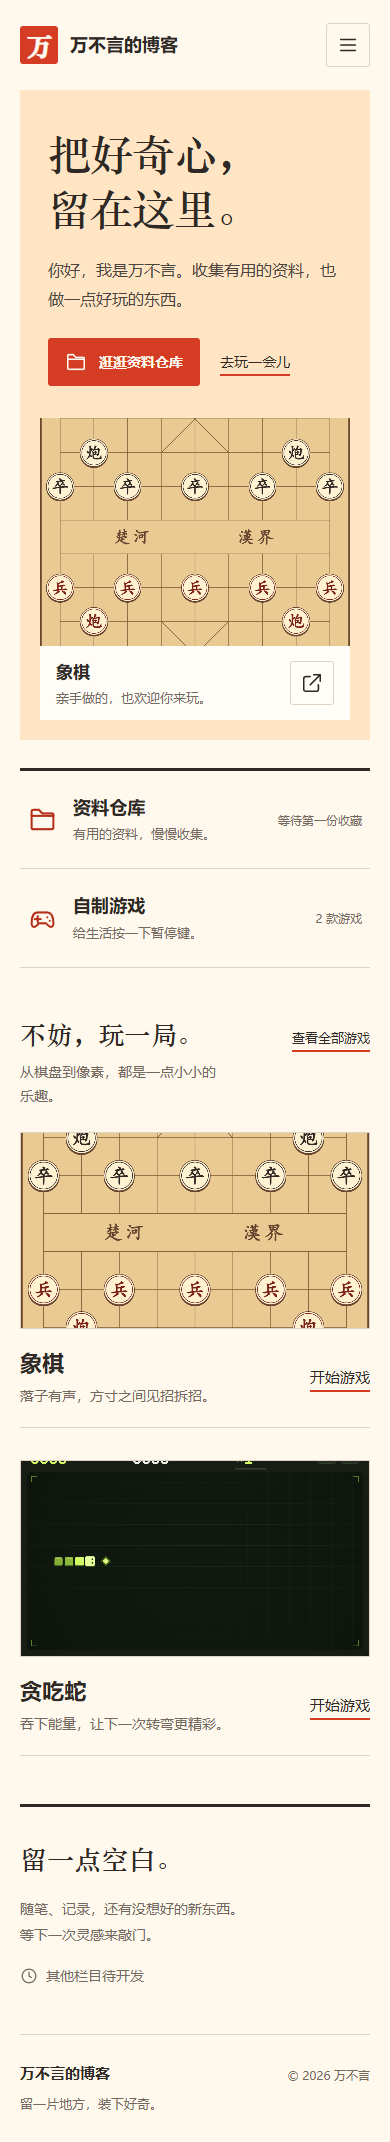 万 万不言的博客
把好奇心，
留在这里。
你好，我是万不言。收集有用的资料，也
做一点好玩的东西。
逛逛资料仓库 去玩一会儿
炮 炮
卒 卒 卒 卒 卒
楚河 漢界
兵 兵 兵 兵 兵
炮 炮
象棋
亲手做的，也欢迎你来玩。
资料仓库
有用的资料，慢慢收集。
等待第一份收藏
自制游戏
给生活按一下暂停键。
2 款游戏
不妨，玩一局。
查看全部游戏
从棋盘到像素，都是一点小小的
乐趣。
炮 炮
卒 卒 卒 卒 卒
楚河 漢界
兵 兵 兵 兵 兵
炮 炮
象棋
落子有声，方寸之间见招拆招。
开始游戏
贪吃蛇
吞下能量，让下一次转弯更精彩。
开始游戏
留一点空白。
随笔、记录，还有没想好的新东西。
等下一次灵感来敲门。
其他栏目待开发
万不言的博客
© 2026 万不言
留一片地方，装下好奇。